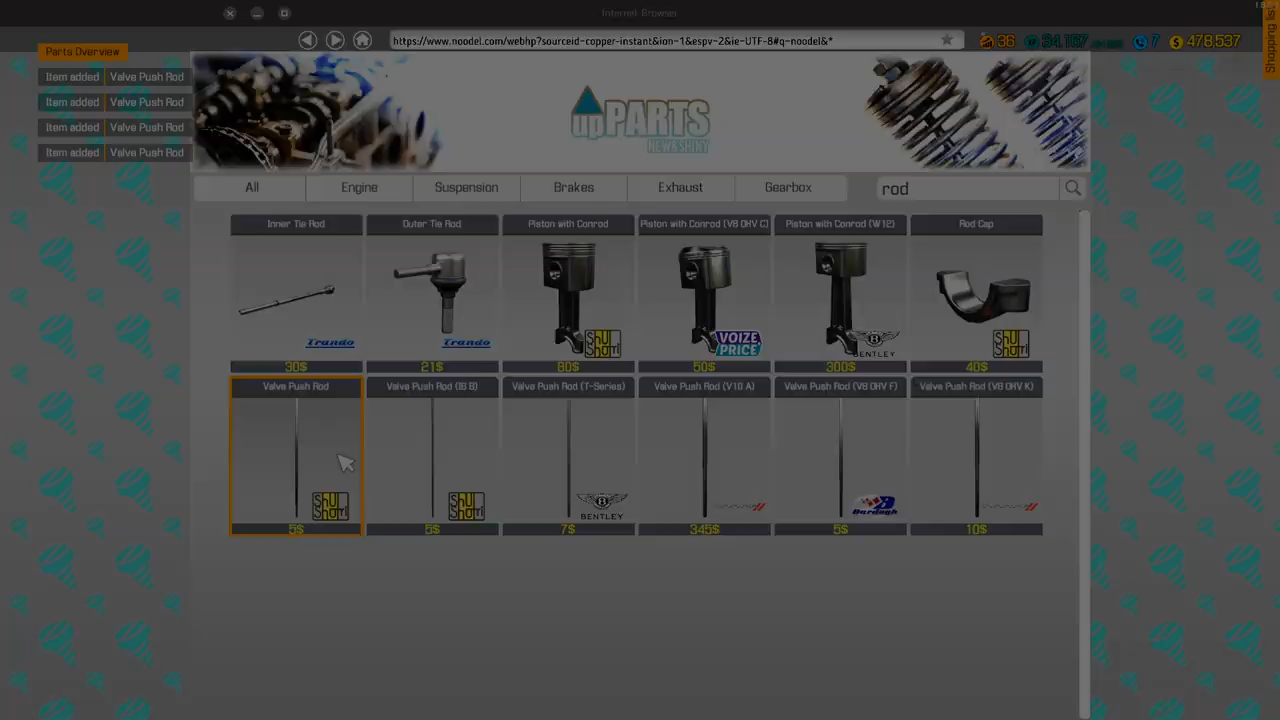 Internet Browser
https://www.noodel.com/webhp?sourceid-copper-instant&ion-1&espv-2&ie-UTF-8#q-noodel&*
36
7
478,537
Shopping list
Parts Overview
Item added Valve Push Rod
Item added Valve Push Rod
Item added Valve Push Rod
Item added Valve Push Rod
upPARTS
NEW&SHINY
All Engine Suspension Brakes Exhaust Gearbox
rod
Inner Tie Rod Outer Tie Rod Piston with Conrod Piston with Conrod (V8 OHV C) Piston with Conrod (W12) Rod Cap
Trando Trando VOIZE PRICE BENTLEY
30$ 21$ 80$ 50$ 300$ 40$
Valve Push Rod Valve Push Rod (I6 B) Valve Push Rod (T-Series) Valve Push Rod (V10 A) Valve Push Rod (V8 OHV F) Valve Push Rod (V8 OHV K)
BENTLEY
5$ 5$ 7$ 345$ 5$ 10$